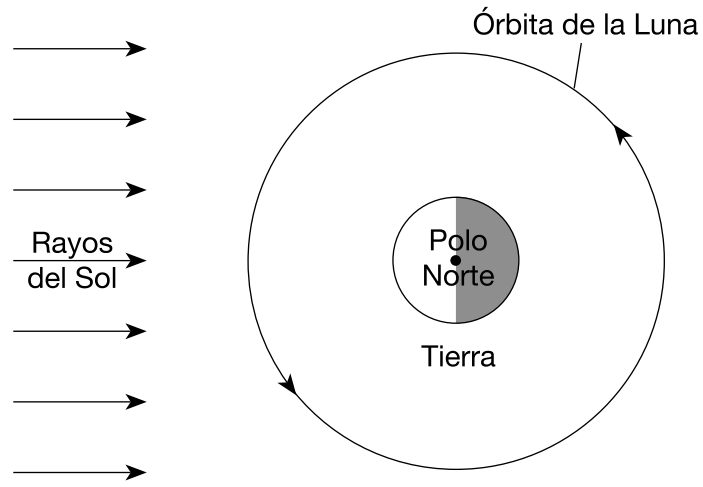 Órbita de la Luna
Rayos
del Sol
Polo
Norte
Tierra